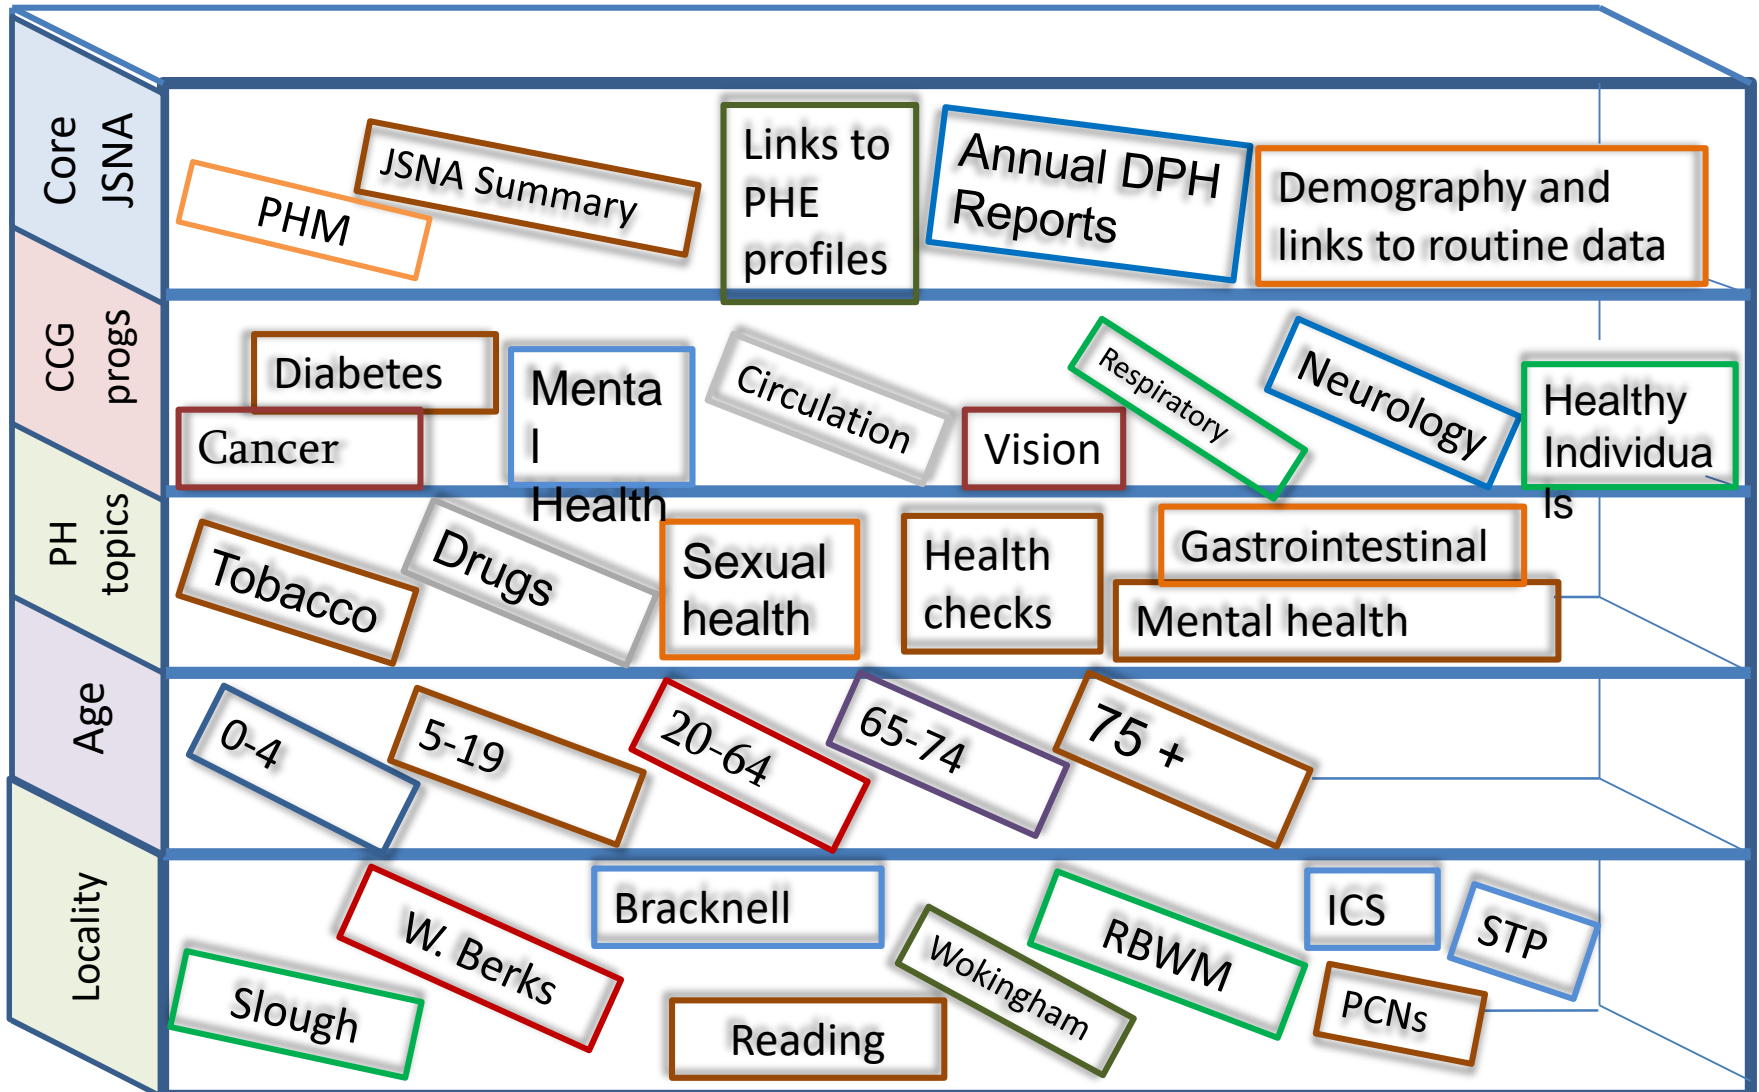 Core
JSNA
PHM
JSNA Summary
Links to
PHE
profiles
Annual DPH
Reports
Demography and
links to routine data
CCG
progs
Diabetes
Cancer
Menta
l
Health
Circulation
Vision
Respiratory
Neurology
Healthy
Individua
ls
PH
topics
Tobacco
Drugs
Sexual
health
Health
checks
Gastrointestinal
Mental health
Age
0-4
5-19
20-64
65-74
75 +
Locality
Slough
W. Berks
Bracknell
Reading
Wokingham
RBWM
ICS
STP
PCNs